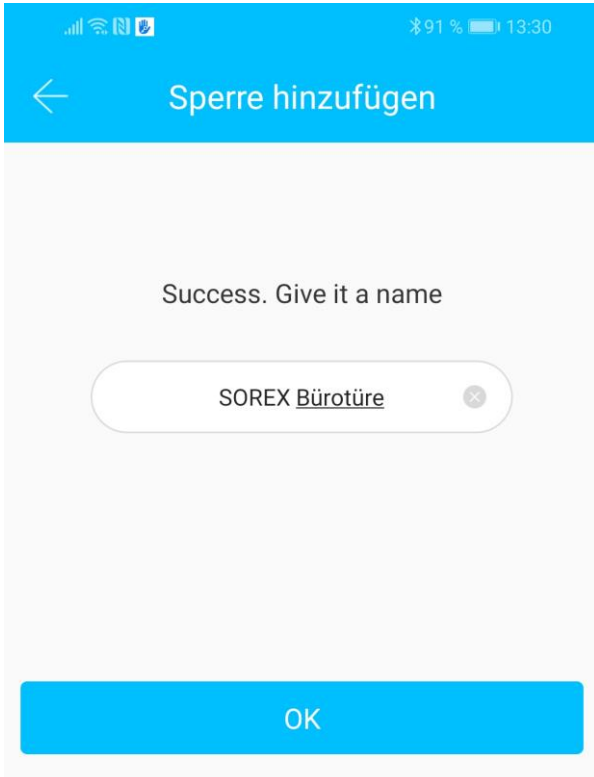 91 % 13:30
Sperre hinzufügen
Success. Give it a name
SOREX Bürotüre
OK